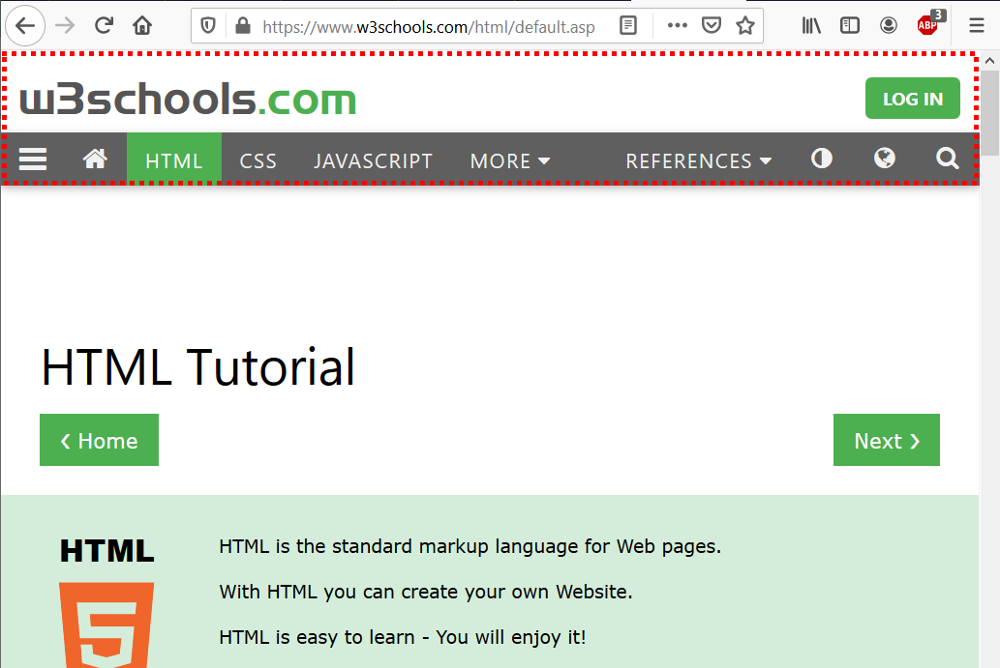 https://www.w3schools.com/html/default.asp
ABP
3
w3schools.com
LOG IN
HTML CSS JAVASCRIPT MORE REFERENCES
HTML Tutorial
❮ Home Next ❯
HTML
HTML is the standard markup language for Web pages.
With HTML you can create your own Website.
HTML is easy to learn - You will enjoy it!
5